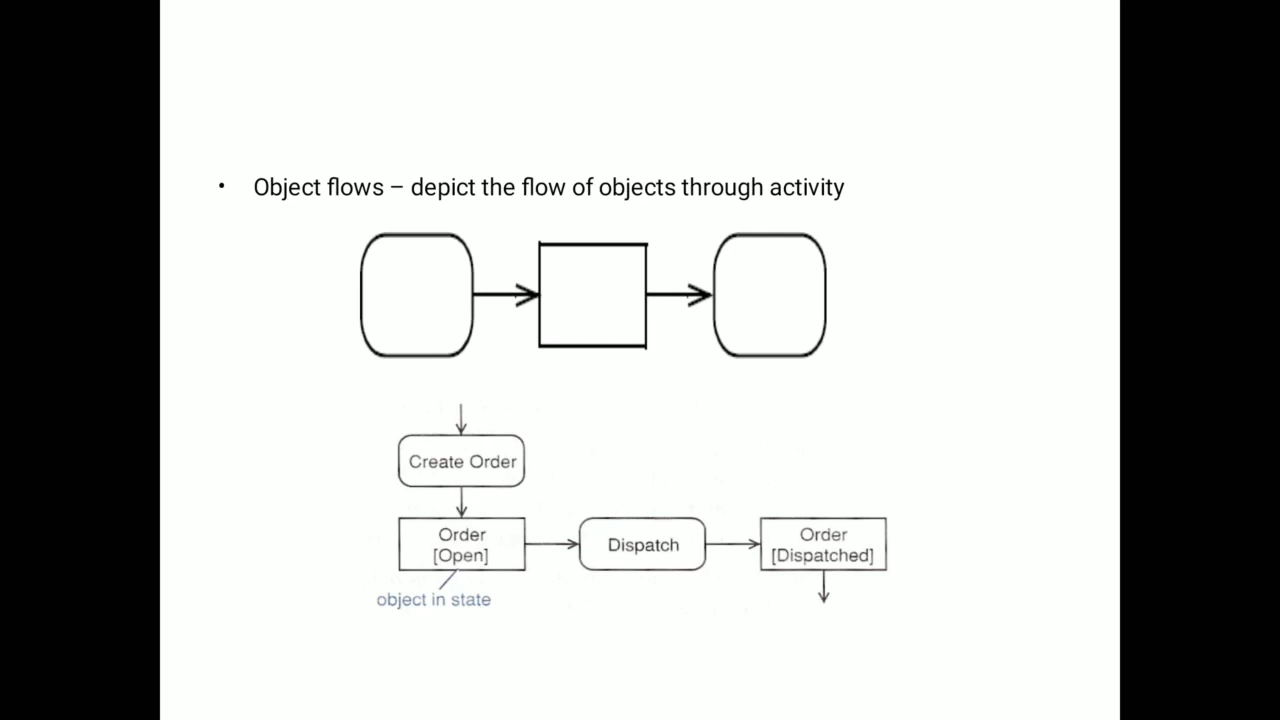 • Object flows – depict the flow of objects through activity
Create Order
Order
[Open]
Dispatch
Order
[Dispatched]
object in state